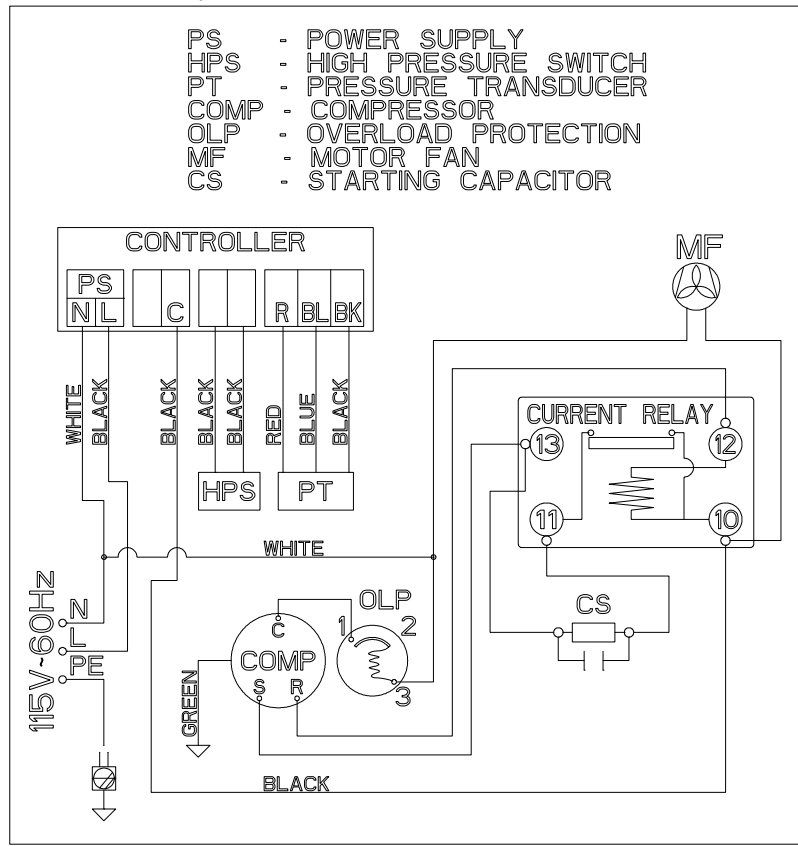 PS - POWER SUPPLY
HPS - HIGH PRESSURE SWITCH
PT - PRESSURE TRANSDUCER
COMP - COMPRESSOR
OLP - OVERLOAD PROTECTION
MF - MOTOR FAN
CS - STARTING CAPACITOR
CONTROLLER
MF
PS
N L C R BL BK
WHITE BLACK BLACK BLACK BLACK RED BLUE BLACK
CURRENT RELAY
13 12
HPS PT
11 10
WHITE
115V~60Hz
N
L
PE
CS
OLP
C 1 2
COMP
S R 3
GREEN
BLACK